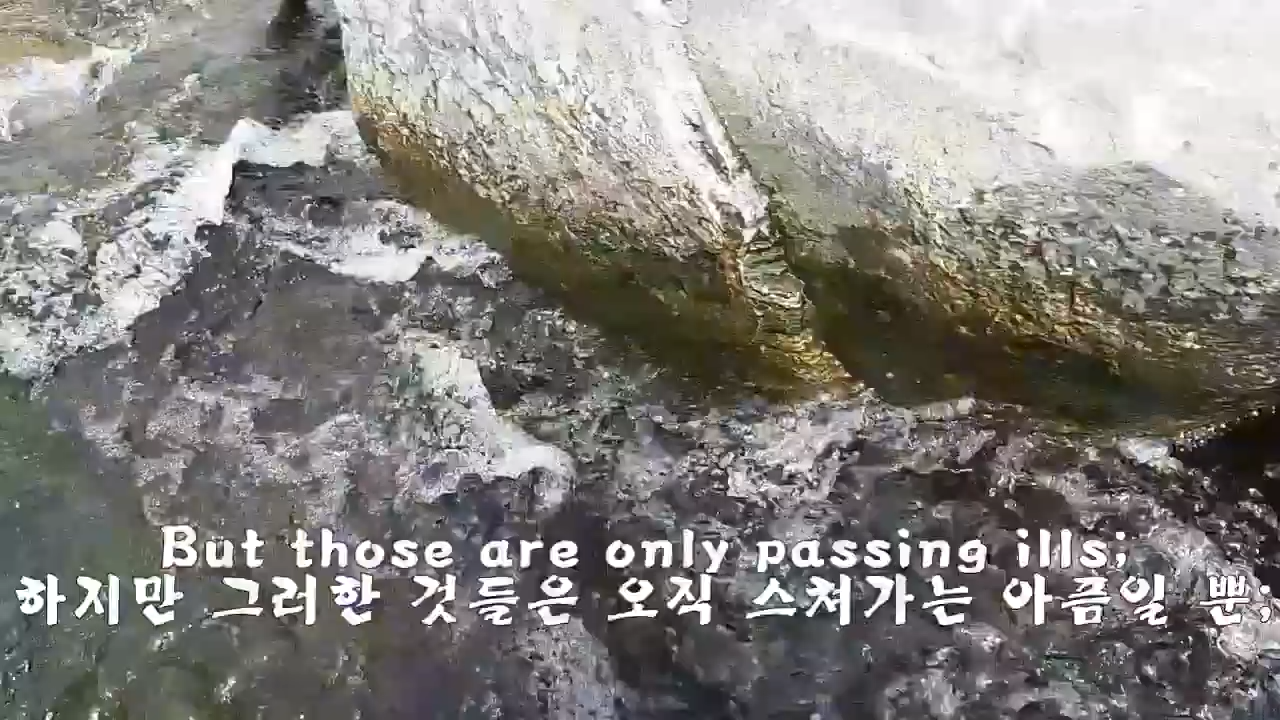 But those are only passing ills;
하지만 그러한 것들은 오직 스쳐가는 아픔일 뿐;